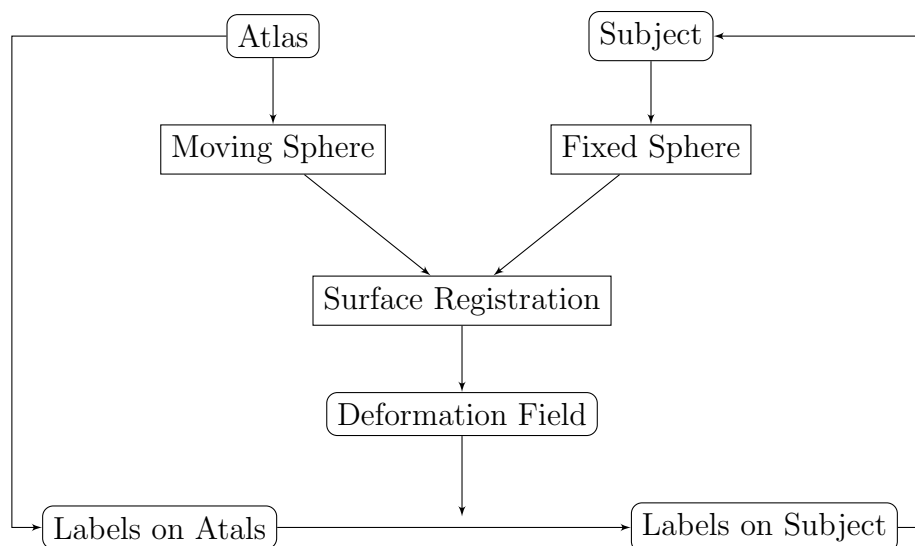 Atlas
Subject
Moving Sphere
Fixed Sphere
Surface Registration
Deformation Field
Labels on Atals
Labels on Subject